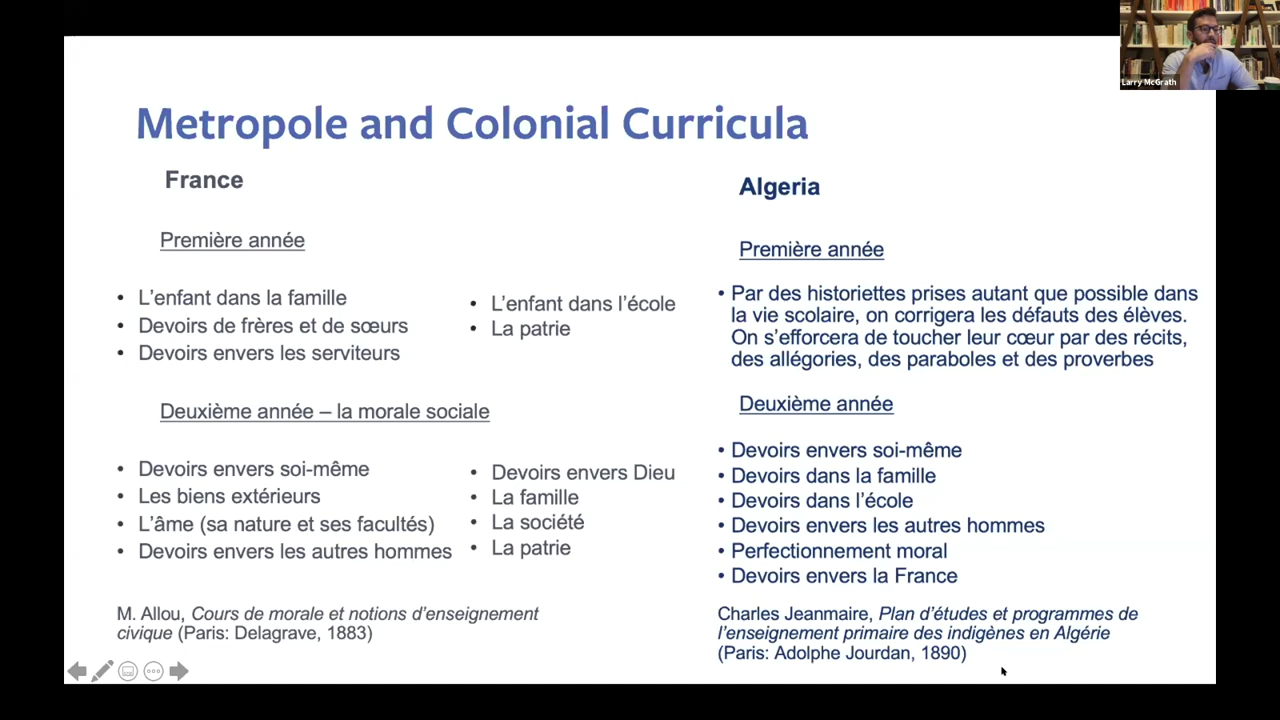 Larry McGrath
Metropole and Colonial Curricula
France
Première année
• L'enfant dans la famille
• Devoirs de frères et de sœurs
• Devoirs envers les serviteurs
• L'enfant dans l'école
• La patrie
Deuxième année – la morale sociale
• Devoirs envers soi-même
• Les biens extérieurs
• L'âme (sa nature et ses facultés)
• Devoirs envers les autres hommes
• Devoirs envers Dieu
• La famille
• La société
• La patrie
M. Allou, Cours de morale et notions d'enseignement
civique (Paris: Delagrave, 1883)
Algeria
Première année
• Par des historiettes prises autant que possible dans
la vie scolaire, on corrigera les défauts des élèves.
On s'efforcera de toucher leur cœur par des récits,
des allégories, des paraboles et des proverbes
Deuxième année
• Devoirs envers soi-même
• Devoirs dans la famille
• Devoirs dans l'école
• Devoirs envers les autres hommes
• Perfectionnement moral
• Devoirs envers la France
Charles Jeanmaire, Plan d'études et programmes de
l'enseignement primaire des indigènes en Algérie
(Paris: Adolphe Jourdan, 1890)